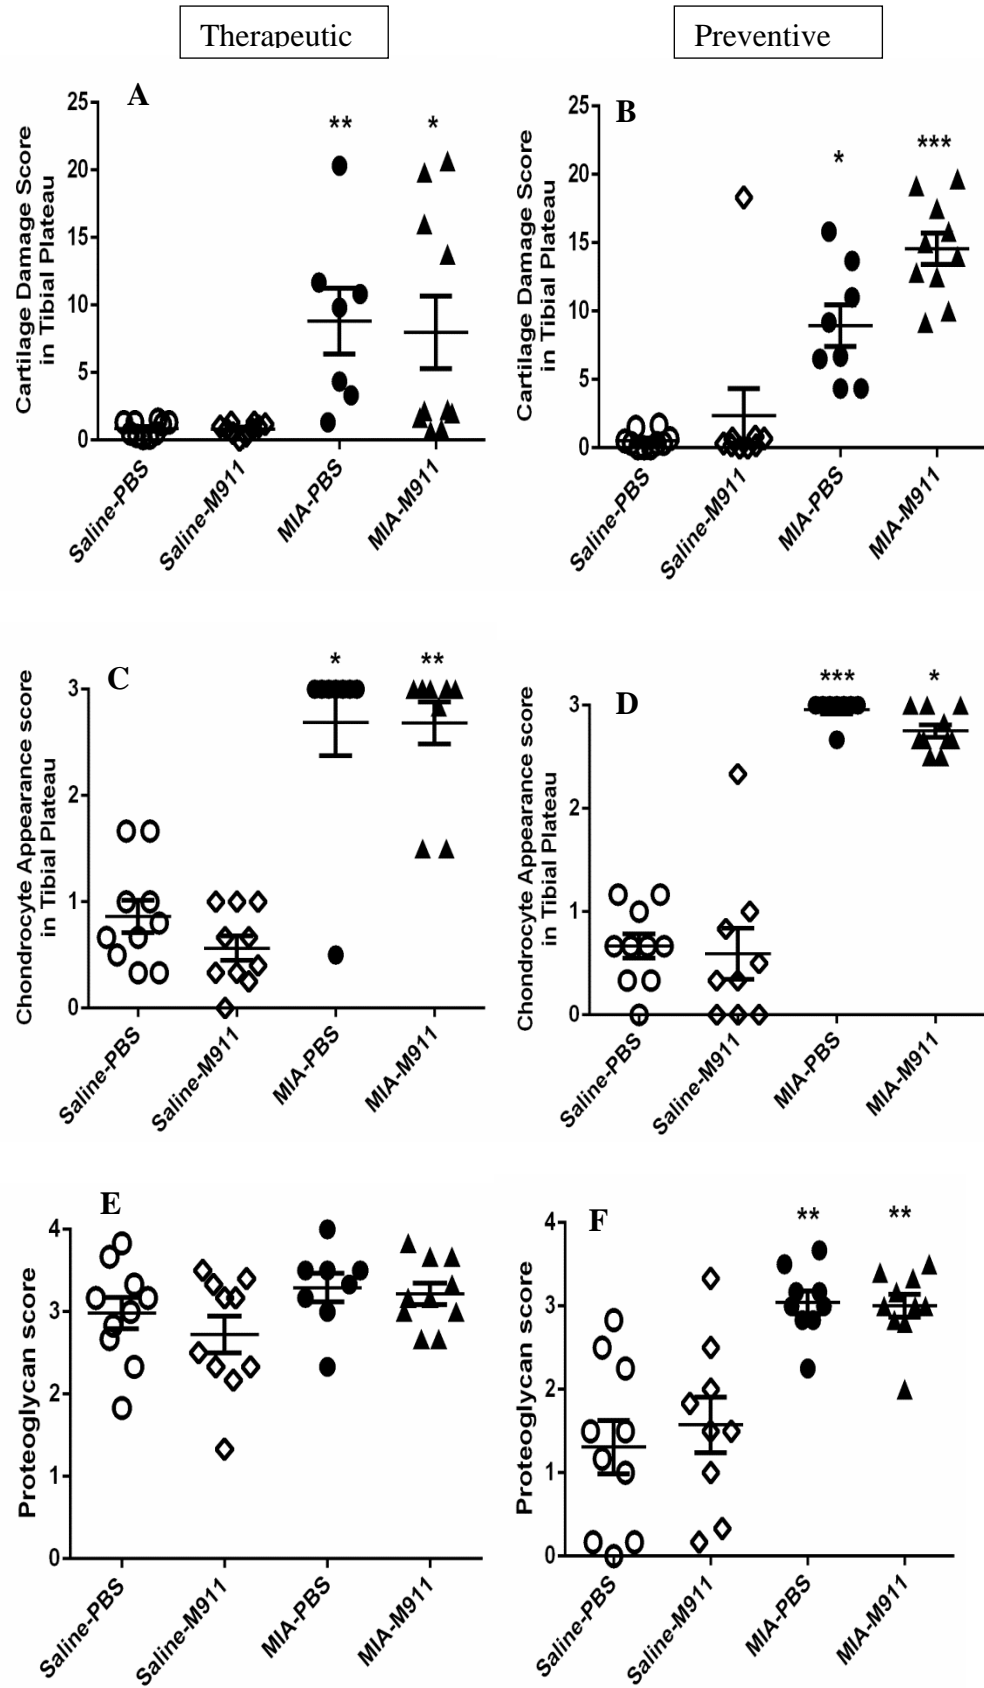 Therapeutic
Preventive
A
Cartilage Damage Score
in Tibial Plateau
25
20
15
10
5
0
** *
Saline-PBS
Saline-M911
MIA-PBS
MIA-M911
B
Cartilage Damage Score
in Tibial Plateau
25
20
15
10
5
0
* ***
Saline-PBS
Saline-M911
MIA-PBS
MIA-M911
C
Chondrocyte Appearance score
in Tibial Plateau
3
2
1
0
* **
Saline-PBS
Saline-M911
MIA-PBS
MIA-M911
D
Chondrocyte Appearance score
in Tibial Plateau
3
2
1
0
*** *
Saline-PBS
Saline-M911
MIA-PBS
MIA-M911
E
Proteoglycan score
4
3
2
1
0
Saline-PBS
Saline-M911
MIA-PBS
MIA-M911
F
Proteoglycan score
4
3
2
1
0
** **
Saline-PBS
Saline-M911
MIA-PBS
MIA-M911